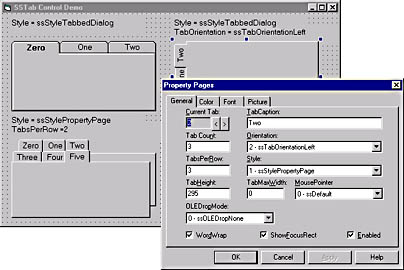 SSTab Control Demo
Style = ssStyleTabbedDialog
Zero One Two
Style = ssStyleTabbedDialog
TabOrientation = ssTabOrientationLeft
Two
One
Style = ssStylePropertyPage
TabsPerRow =2
Zero One Two
Three Four Five
Property Pages
General Color Font Picture
Current Tab: TabCaption:
< > Two
Tab Count: Orientation:
3 2 - ssTabOrientationLeft
TabsPerRow: Style:
3 1 - ssStylePropertyPage
TabHeight: TabMaxWidth: MousePointer
295 0 0 - ssDefault
OLEDropMode:
0 - ssOLEDropNone
WordWrap ShowFocusRect Enabled
OK Cancel Apply Help